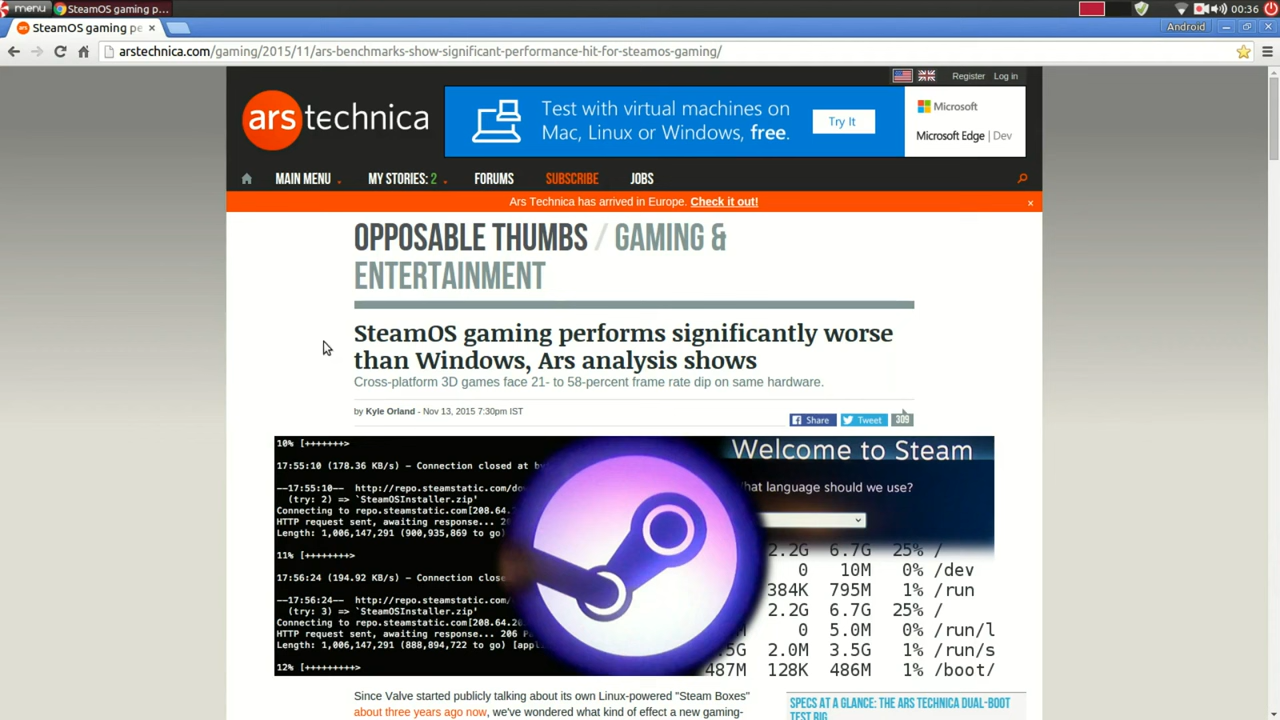 menu
SteamOS gaming p...
00:36
SteamOS gaming pe
Android
arstechnica.com/gaming/2015/11/ars-benchmarks-show-significant-performance-hit-for-steamos-gaming/
Register Log in
ars technica
Test with virtual machines on
Mac, Linux or Windows, free.
Try It
Microsoft
Microsoft Edge | Dev
MAIN MENU
MY STORIES: 2
FORUMS
SUBSCRIBE
JOBS
Ars Technica has arrived in Europe. Check it out!
OPPOSABLE THUMBS / GAMING &
ENTERTAINMENT
SteamOS gaming performs significantly worse
than Windows, Ars analysis shows
Cross-platform 3D games face 21- to 58-percent frame rate dip on same hardware.
by Kyle Orland - Nov 13, 2015 7:30pm IST
Share
Tweet
309
10% [+++++++>
17:55:10 (178.36 KB/s) – Connection closed at by
--17:55:10-- http://repo.steamstatic.com/dow
(try: 2) => `SteamOSInstaller.zip'
Connecting to repo.steamstatic.com[208.64.
HTTP request sent, awaiting response... 20
Length: 1,006,147,291 (900,935,869 to go)
11% [++++++++>
17:56:24 (194.92 KB/s) – Connection close
--17:56:24-- http://repo.steamstatic.com/
(try: 3) => `SteamOSInstaller.zip'
Connecting to repo.steamstatic.com[208.64.20
HTTP request sent, awaiting response... 206 Pa
Length: 1,006,147,291 (888,894,722 to go) [appl
12% [+++++++++>
Welcome to Steam
hat language should we use?
2.2G 6.7G 25% /
0 10M 0% /dev
384K 795M 1% /run
2.2G 6.7G 25% /
0 5.0M 0% /run/l
.5G 2.0M 3.5G 1% /run/s
487M 128K 486M 1% /boot/
Since Valve started publicly talking about its own Linux-powered "Steam Boxes"
about three years ago now, we've wondered what kind of effect a new gaming-
SPECS AT A GLANCE: THE ARS TECHNICA DUAL-BOOT
TEST RIG